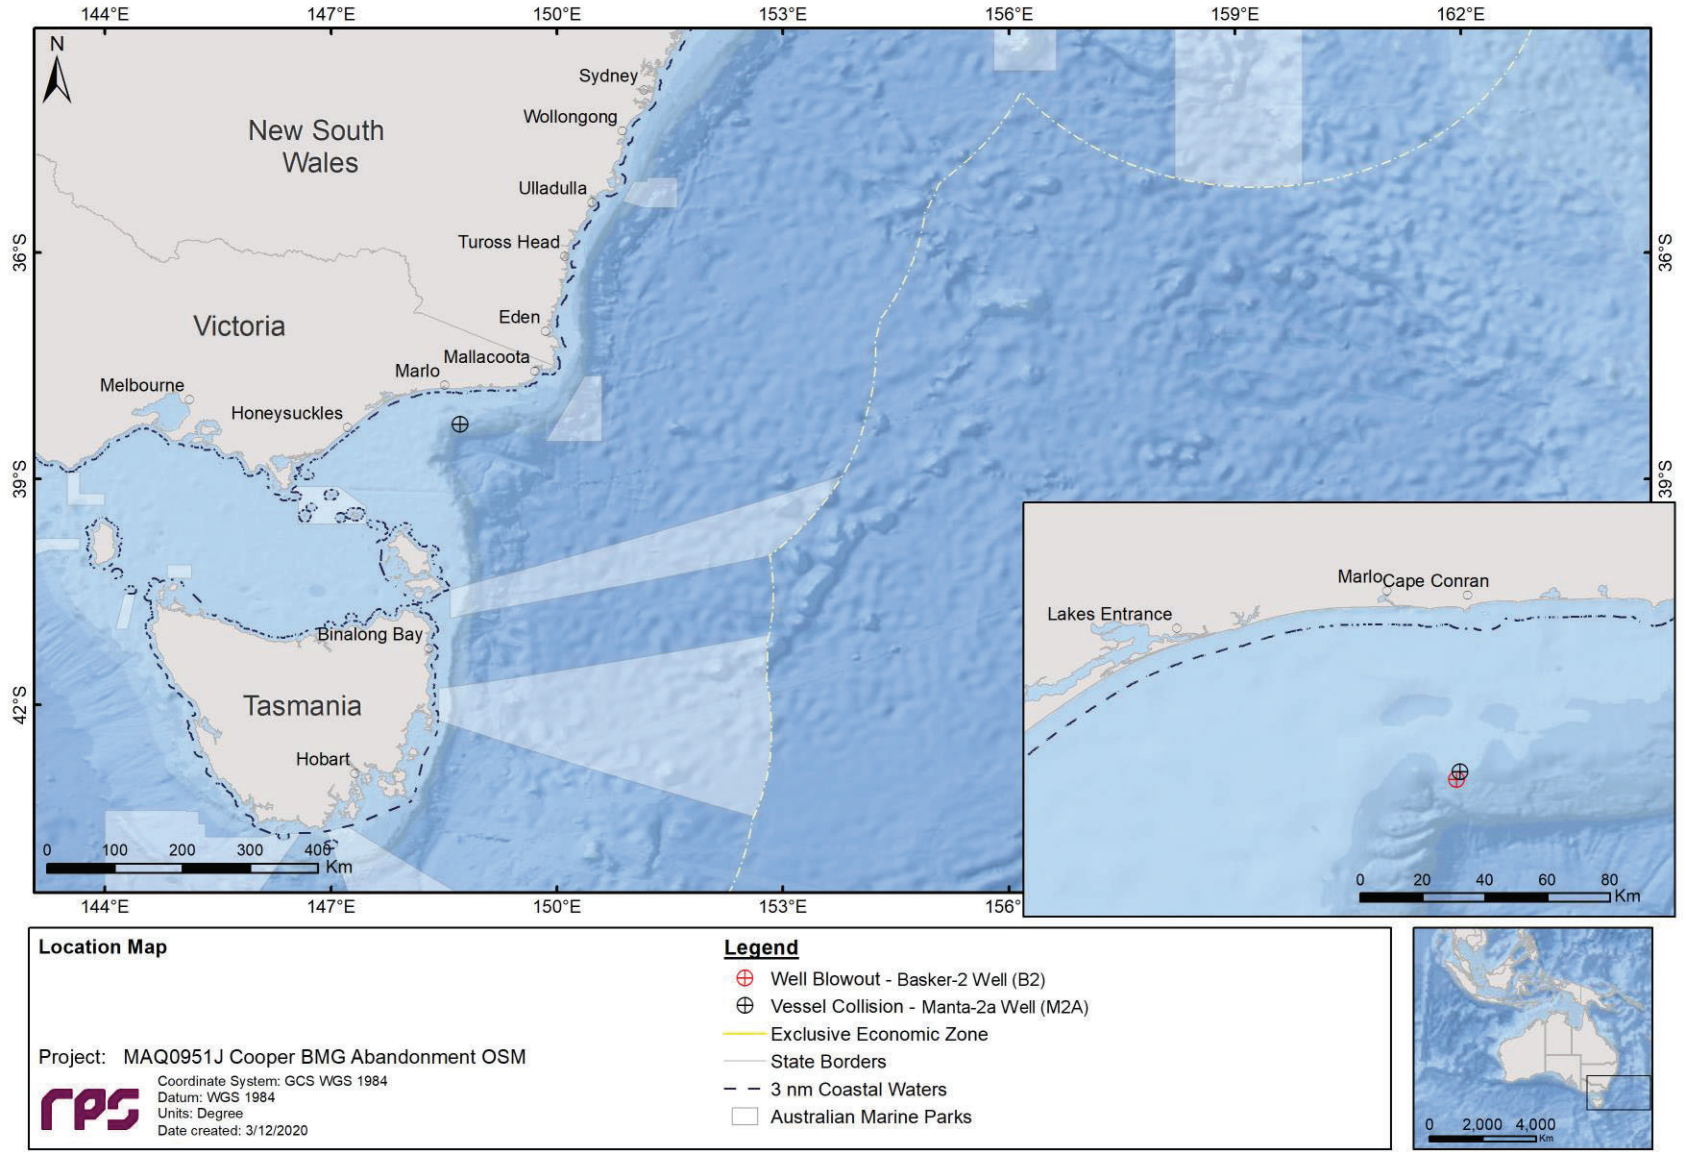 144°E 147°E 150°E 153°E 156°E 159°E 162°E
N
Sydney
Wollongong
New South
Wales
Ulladulla
Tuross Head
36°S
36°S
Eden
Victoria
Mallacoota
Marlo
Melbourne
Honeysuckles
39°S
39°S
Marlo
Cape Conran
Lakes Entrance
Binalong Bay
42°S
Tasmania
Hobart
0 100 200 300 400
Km
0 20 40 60 80
Km
144°E 147°E 150°E 153°E 156°
Location Map
Project: MAQ0951J Cooper BMG Abandonment OSM
rps
Coordinate System: GCS WGS 1984
Datum: WGS 1984
Units: Degree
Date created: 3/12/2020
Legend
Well Blowout - Basker-2 Well (B2)
Vessel Collision - Manta-2a Well (M2A)
Exclusive Economic Zone
State Borders
3 nm Coastal Waters
Australian Marine Parks
0 2,000 4,000
Km